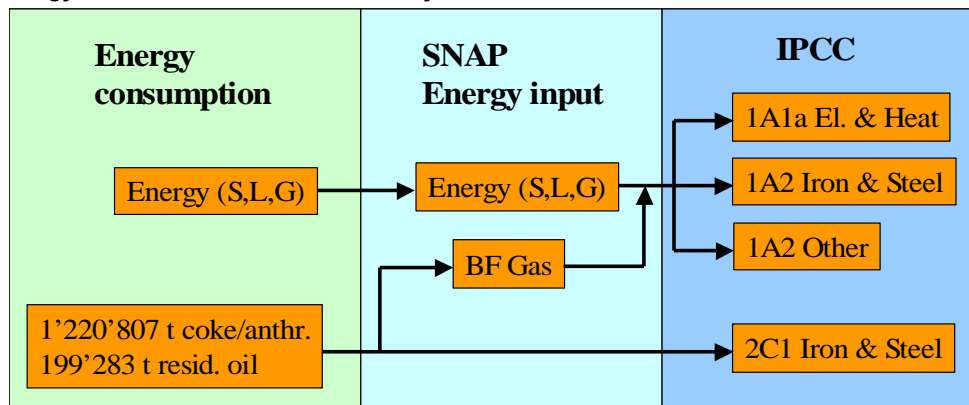 Energy
consumption
SNAP
Energy input
IPCC
1A1a El. & Heat
Energy (S,L,G)
Energy (S,L,G)
1A2 Iron & Steel
1A2 Other
BF Gas
1'220'807 t coke/anthr.
199'283 t resid. oil
2C1 Iron & Steel